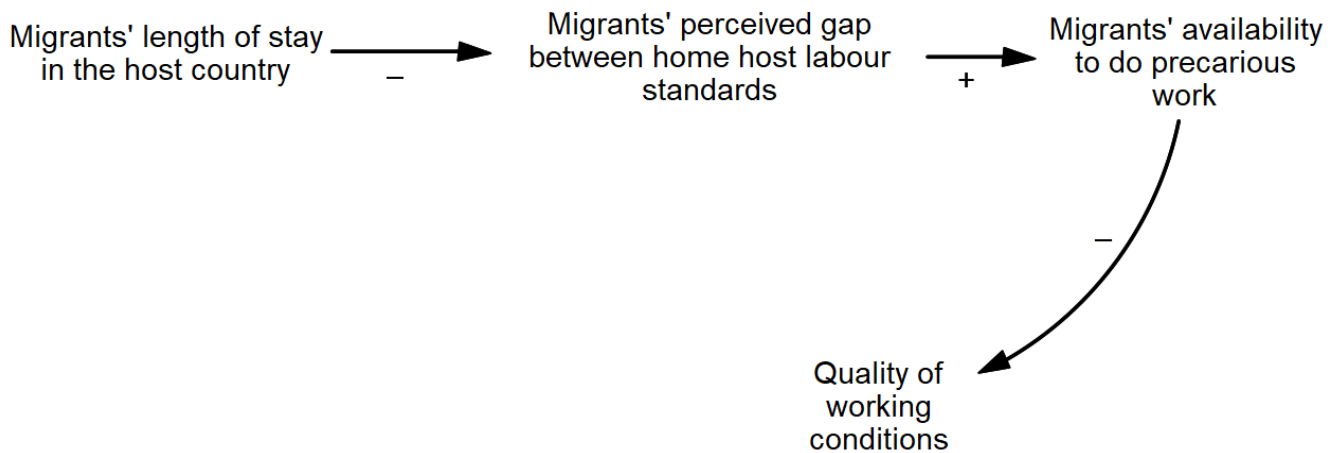 Migrants' length of stay
in the host country
–
Migrants' perceived gap
between home host labour
standards
+
Migrants' availability
to do precarious
work
–
Quality of
working
conditions